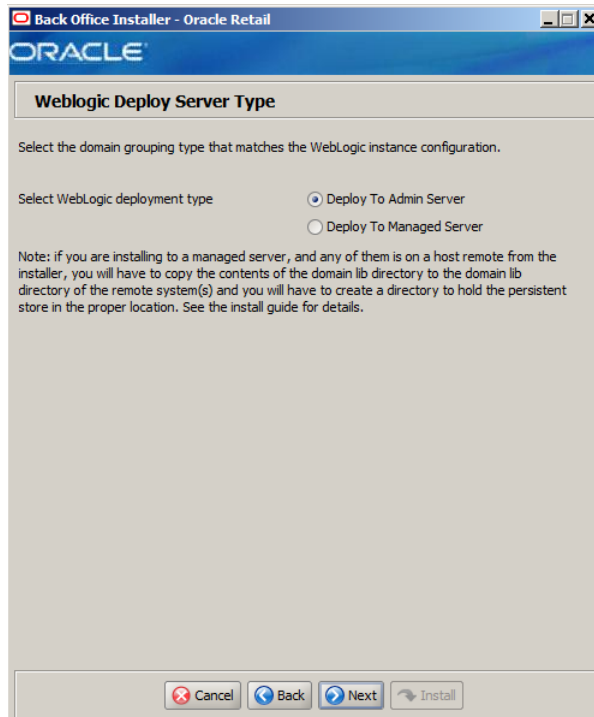 Back Office Installer - Oracle Retail
ORACLE
Weblogic Deploy Server Type
Select the domain grouping type that matches the WebLogic instance configuration.
Select WebLogic deployment type
Deploy To Admin Server
Deploy To Managed Server
Note: if you are installing to a managed server, and any of them is on a host remote from the
installer, you will have to copy the contents of the domain lib directory to the domain lib
directory of the remote system(s) and you will have to create a directory to hold the persistent
store in the proper location. See the install guide for details.
Cancel Back Next Install